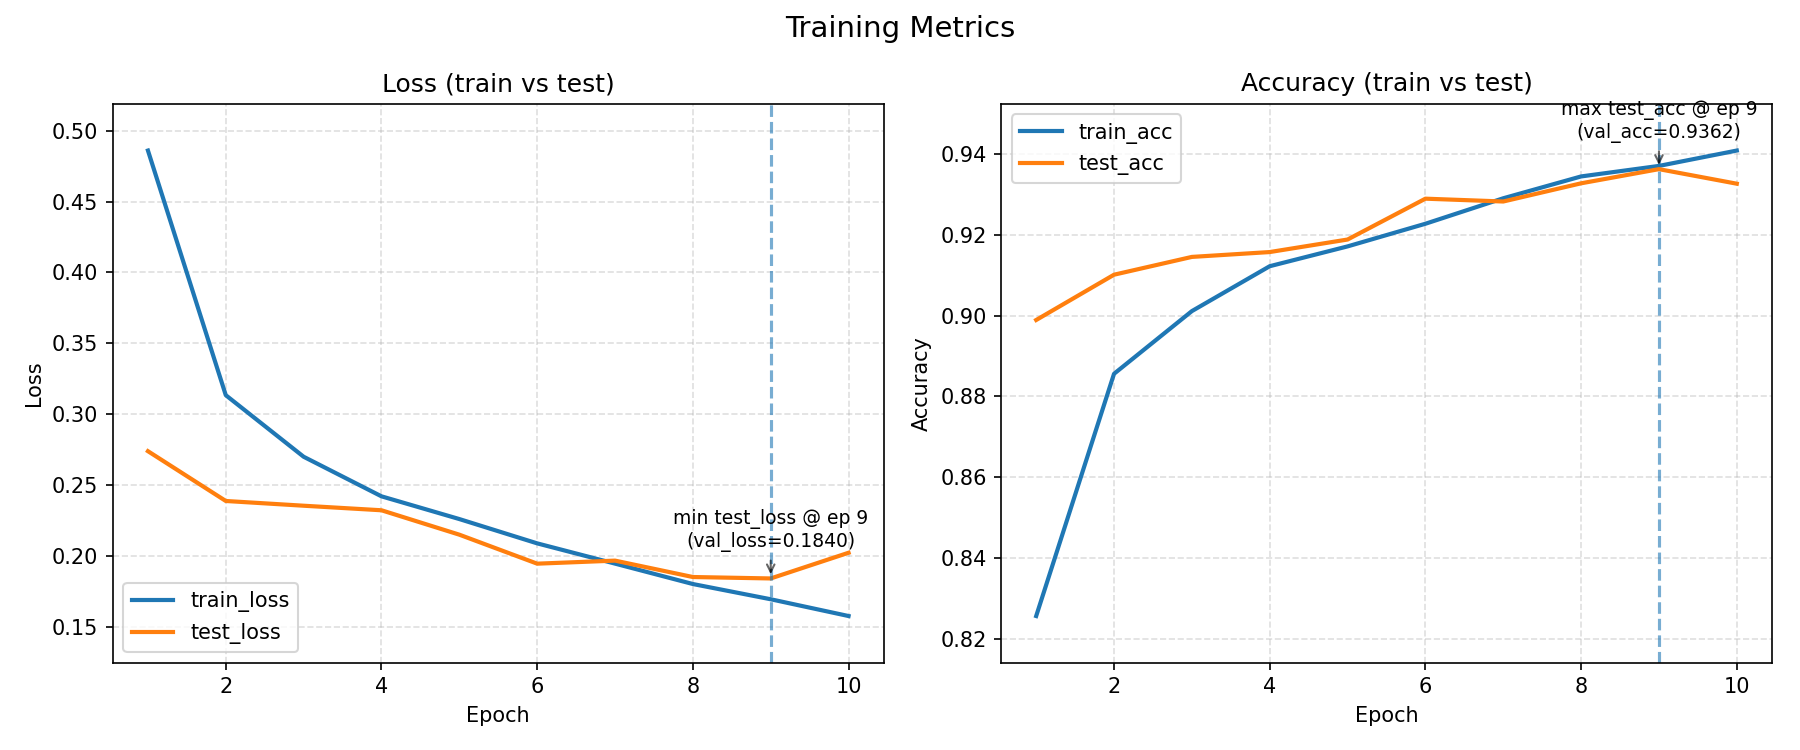 Training Metrics
Loss (train vs test)
0.50
0.45
0.40
0.35
0.30
0.25
0.20
0.15
Loss
min test_loss @ ep 9
(val_loss=0.1840)
train_loss
test_loss
2
4
6
8
10
Epoch
Accuracy (train vs test)
max test_acc @ ep 9
(val_acc=0.9362)
train_acc
test_acc
0.94
0.92
0.90
0.88
0.86
0.84
0.82
Accuracy
2
4
6
8
10
Epoch